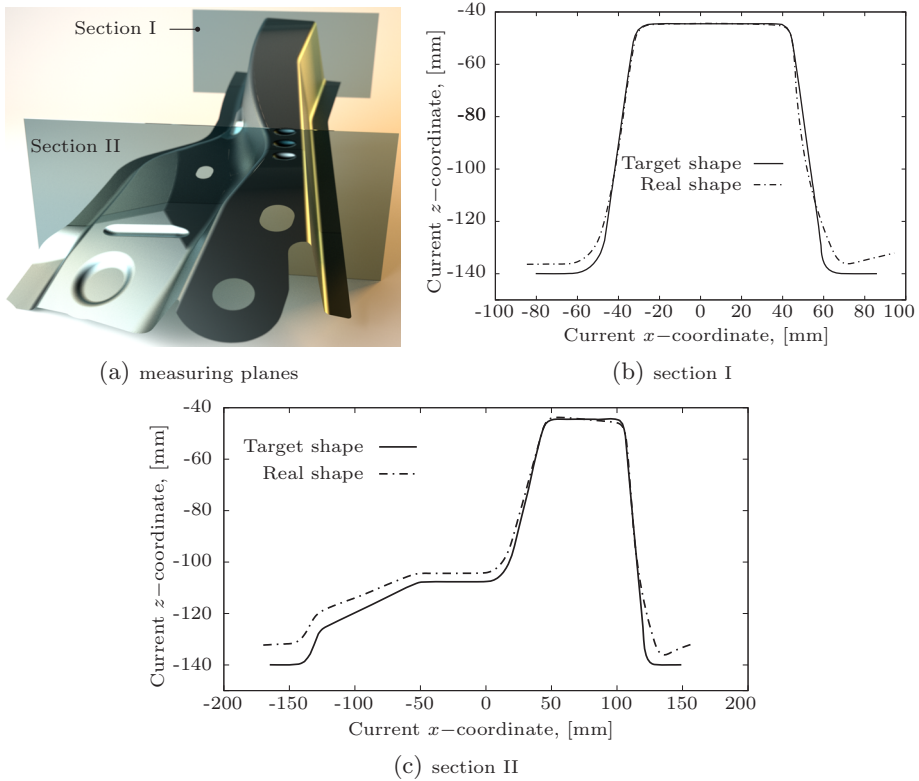 Section I
Section II
(a) measuring planes
-40
-60
-80
-100
-120
-140
-100 -80 -60 -40 -20 0 20 40 60 80 100
Current z−coordinate, [mm]
Current x−coordinate, [mm]
Target shape
Real shape
(b) section I
-40
-60
-80
-100
-120
-140
-200 -150 -100 -50 0 50 100 150 200
Current z−coordinate, [mm]
Current x−coordinate, [mm]
Target shape
Real shape
(c) section II